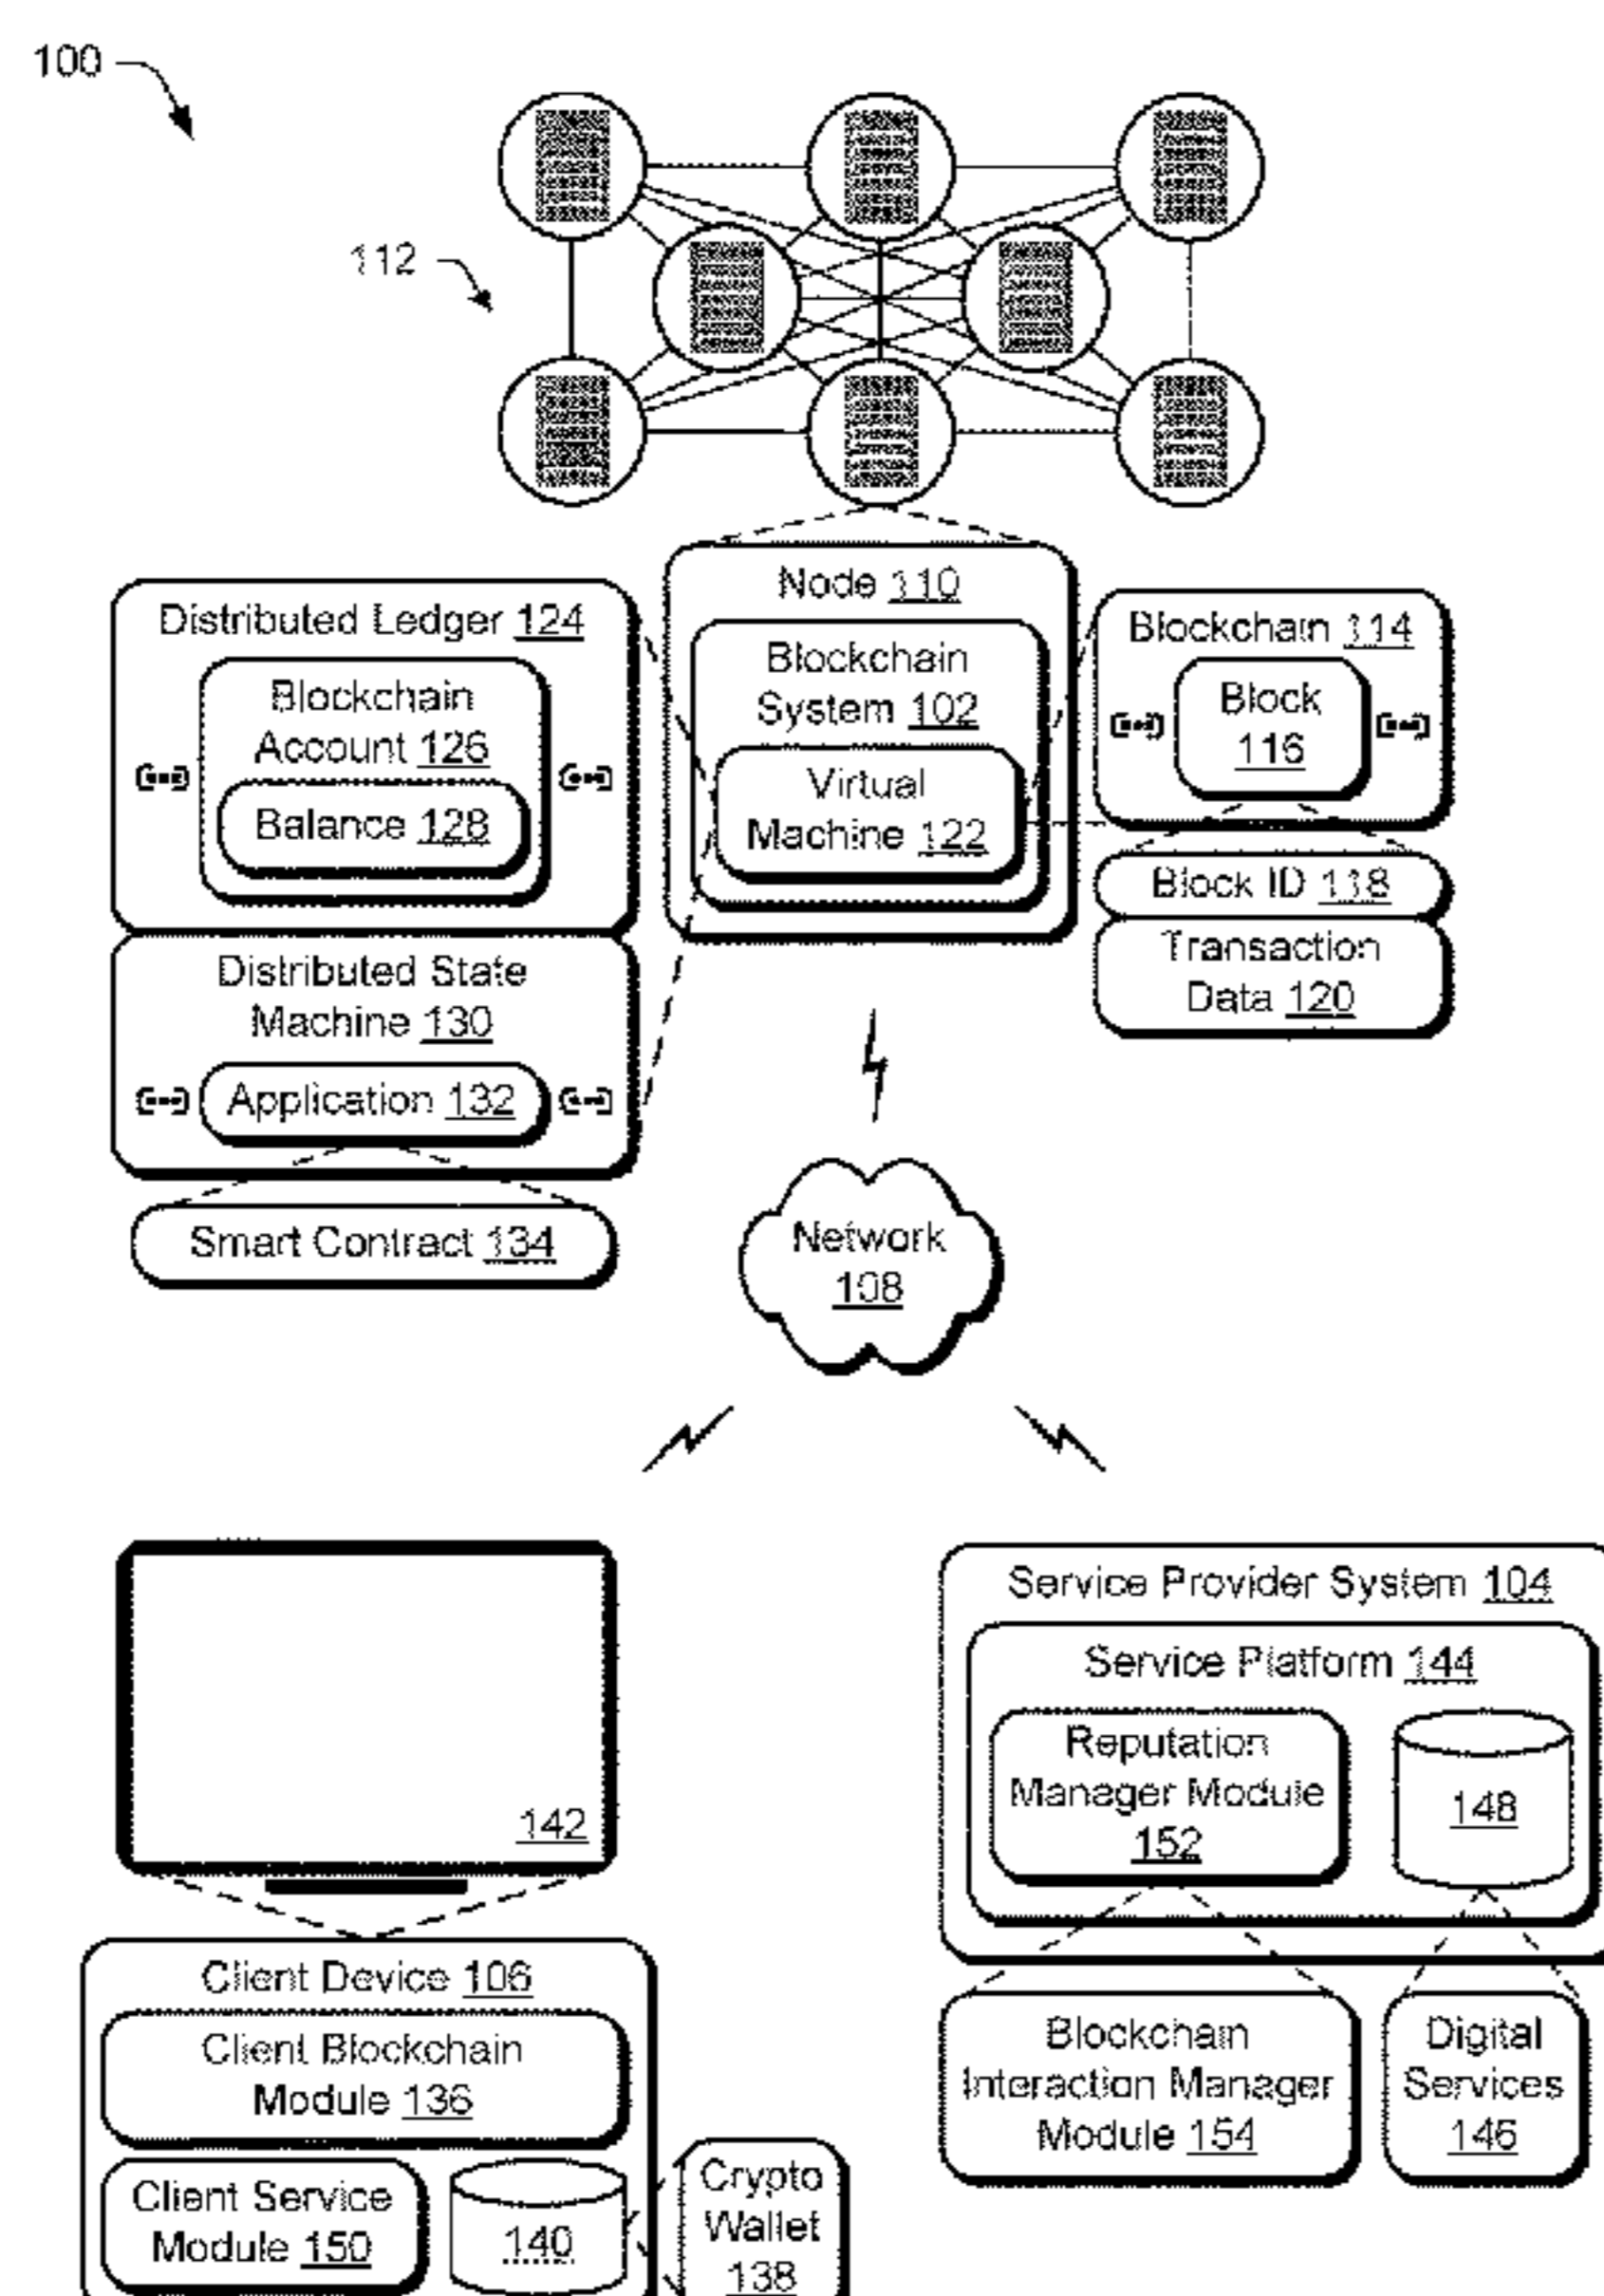 100
112
Node 110
Blockchain
System 102
Virtual
Machine 122
Distributed Ledger 124
Blockchain
Account 126
Balance 128
Distributed State
Machine 130
Application 132
Smart Contract 134
Blockchain 114
Block
116
Block ID 118
Transaction
Data 120
Network
108
142
Client Device 106
Client Blockchain
Module 136
Client Service
Module 150
140
Crypto
Wallet
138
Service Provider System 104
Service Platform 144
Reputation
Manager Module
152
148
Blockchain
Interaction Manager
Module 154
Digital
Services
146